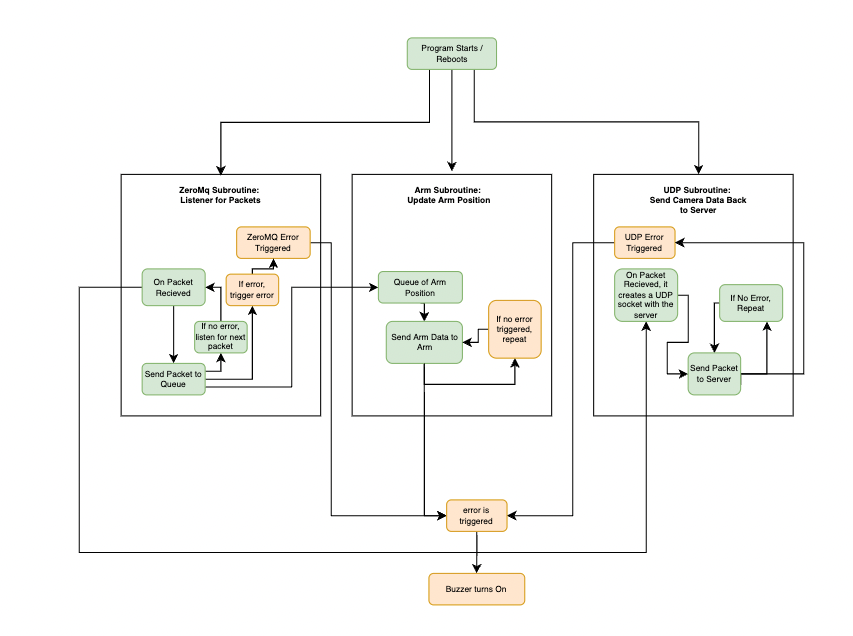 Program Starts /
Reboots
ZeroMq Subroutine:
Listener for Packets
ZeroMQ Error
Triggered
On Packet
Recieved
If error,
trigger error
If no error,
listen for next
packet
Send Packet to
Queue
Arm Subroutine:
Update Arm Position
Queue of Arm
Position
Send Arm Data to
Arm
If no error
triggered,
repeat
UDP Subroutine:
Send Camera Data Back
to Server
UDP Error
Triggered
On Packet
Recieved, it
creates a UDP
socket with the
server
If No Error,
Repeat
Send Packet
to Server
error is
triggered
Buzzer turns On